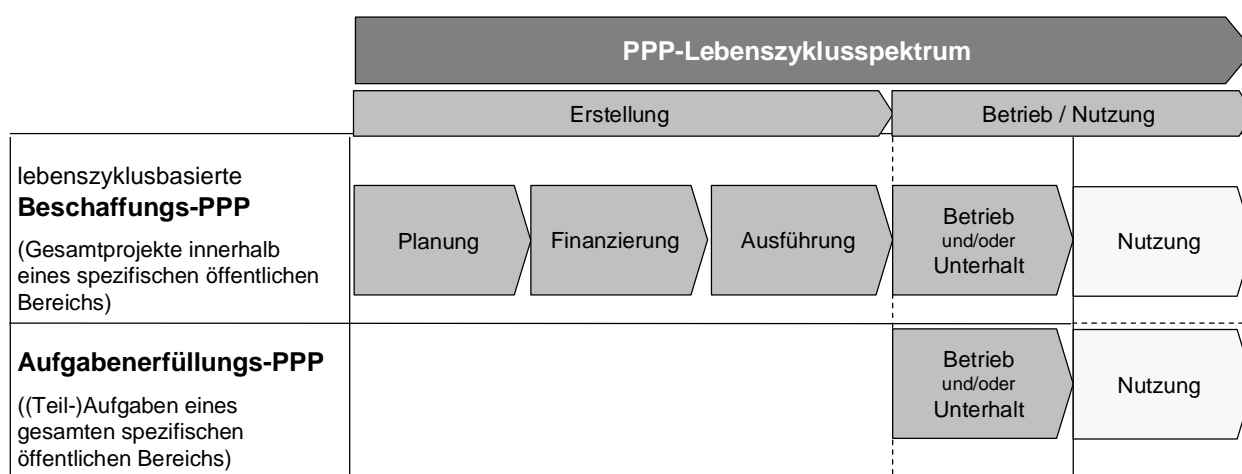 PPP-Lebenszyklusspektrum
Erstellung
Betrieb / Nutzung
lebenszyklusbasierte
Beschaffungs-PPP
(Gesamtprojekte innerhalb
eines spezifischen öffentlichen
Bereichs)
Planung
Finanzierung
Ausführung
Betrieb
und/oder
Unterhalt
Nutzung
Aufgabenerfüllungs-PPP
((Teil-)Aufgaben eines
gesamten spezifischen
öffentlichen Bereichs)
Betrieb
und/oder
Unterhalt
Nutzung